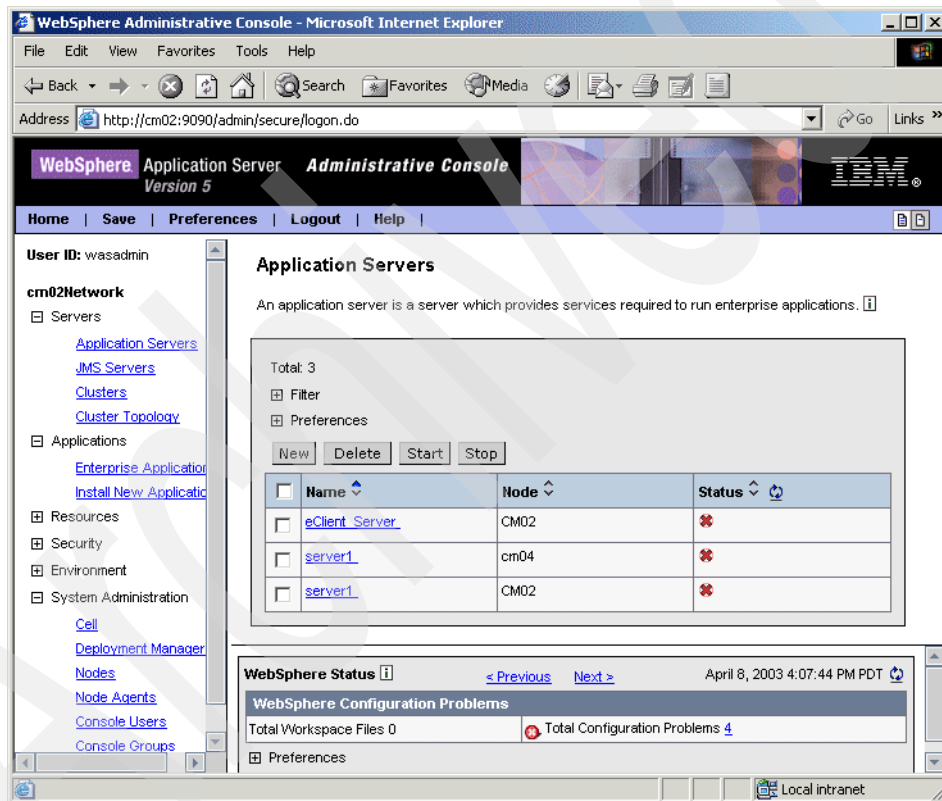 WebSphere Administrative Console - Microsoft Internet Explorer
File Edit View Favorites Tools Help
Back Search Favorites Media
Address http://cm02:9090/admin/secure/logon.do Go Links »
WebSphere Application Server Administrative Console
Version 5
IBM
Home | Save | Preferences | Logout | Help |
User ID: wasadmin
cm02Network
Servers
Application Servers
JMS Servers
Clusters
Cluster Topology
Applications
Enterprise Application
Install New Applicatic
Resources
Security
Environment
System Administration
Cell
Deployment Manager
Nodes
Node Agents
Console Users
Console Groups
Application Servers
An application server is a server which provides services required to run enterprise applications. i
Total: 3
Filter
Preferences
New Delete Start Stop
Name Node Status
eClient_Server CM02
server1 cm04
server1 CM02
WebSphere Status i < Previous Next > April 8, 2003 4:07:44 PM PDT
WebSphere Configuration Problems
Total Workspace Files 0 Total Configuration Problems 4
Preferences
Local intranet